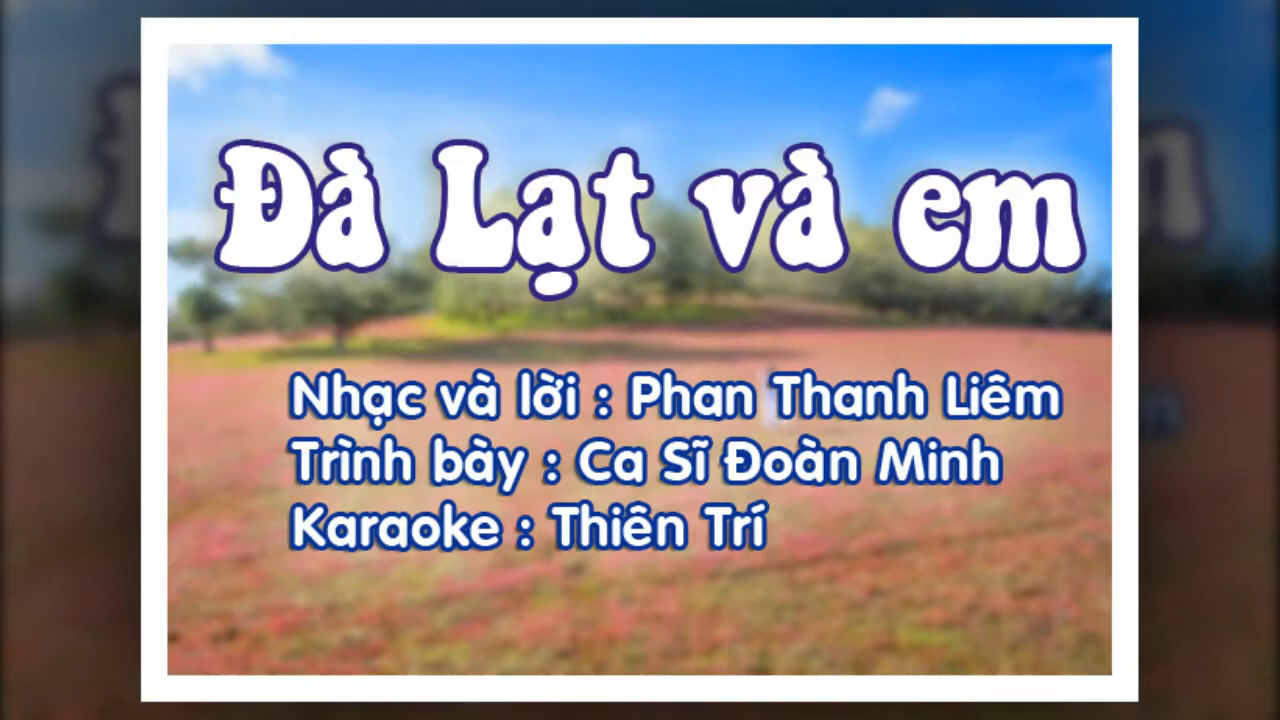 Đà Lạt và em
Nhạc và lời : Phan Thanh Liêm
Trình bày : Ca Sĩ Đoàn Minh
Karaoke : Thiên Trí